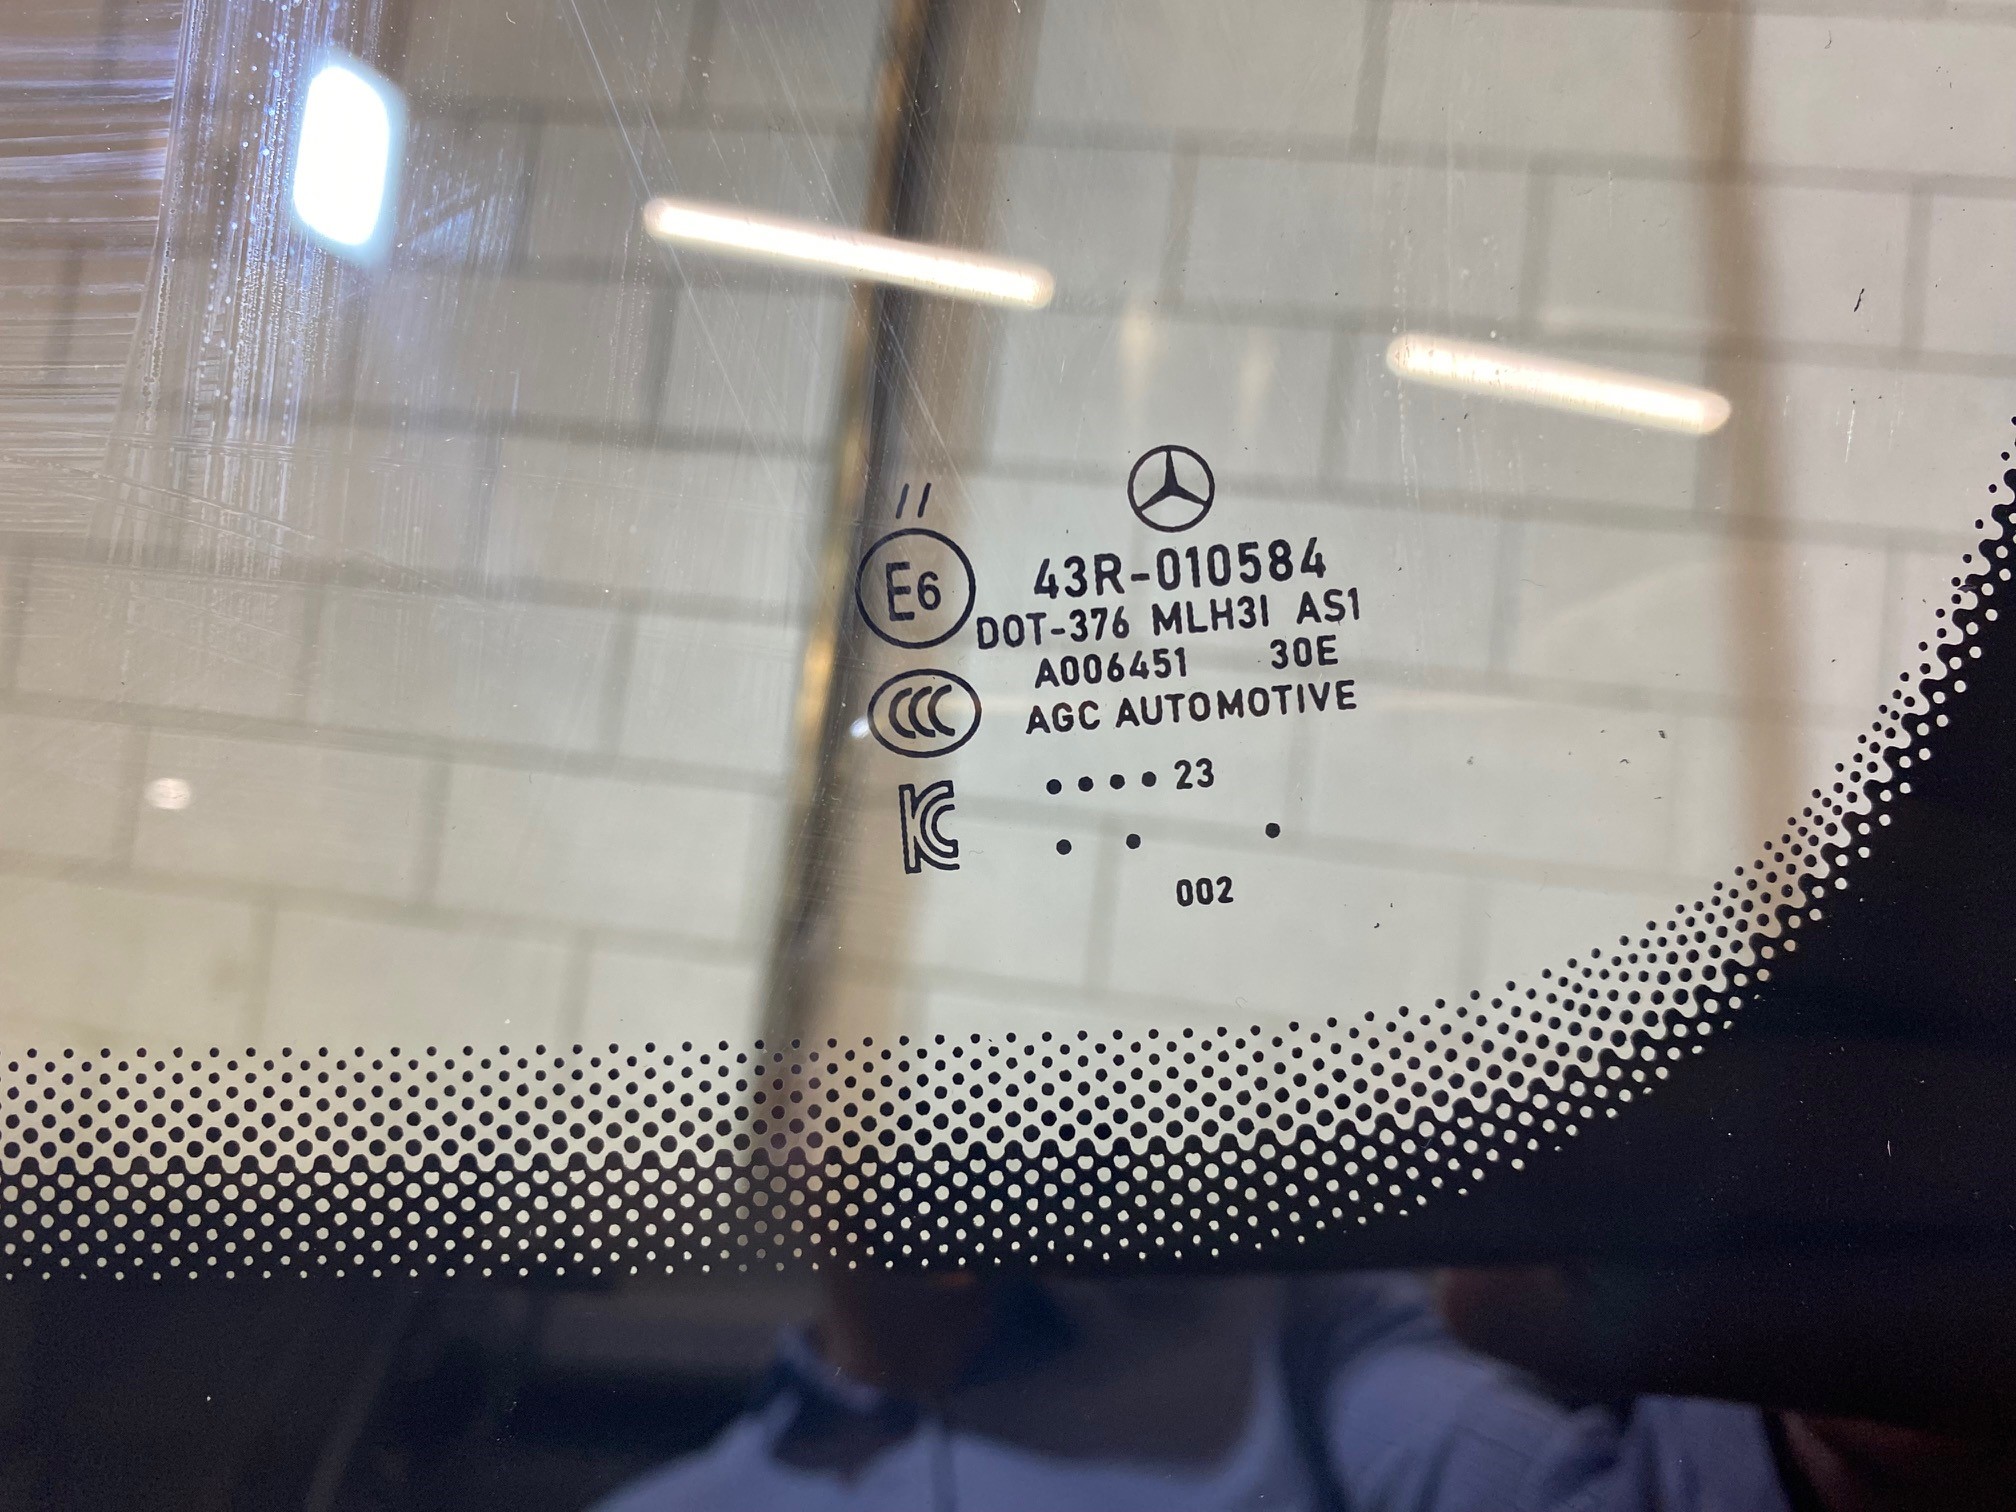 //
E6
43R-010584
DOT-376 MLH3I AS1
A006451 30E
CCC
AGC AUTOMOTIVE
KC
.... 23
. . .
002